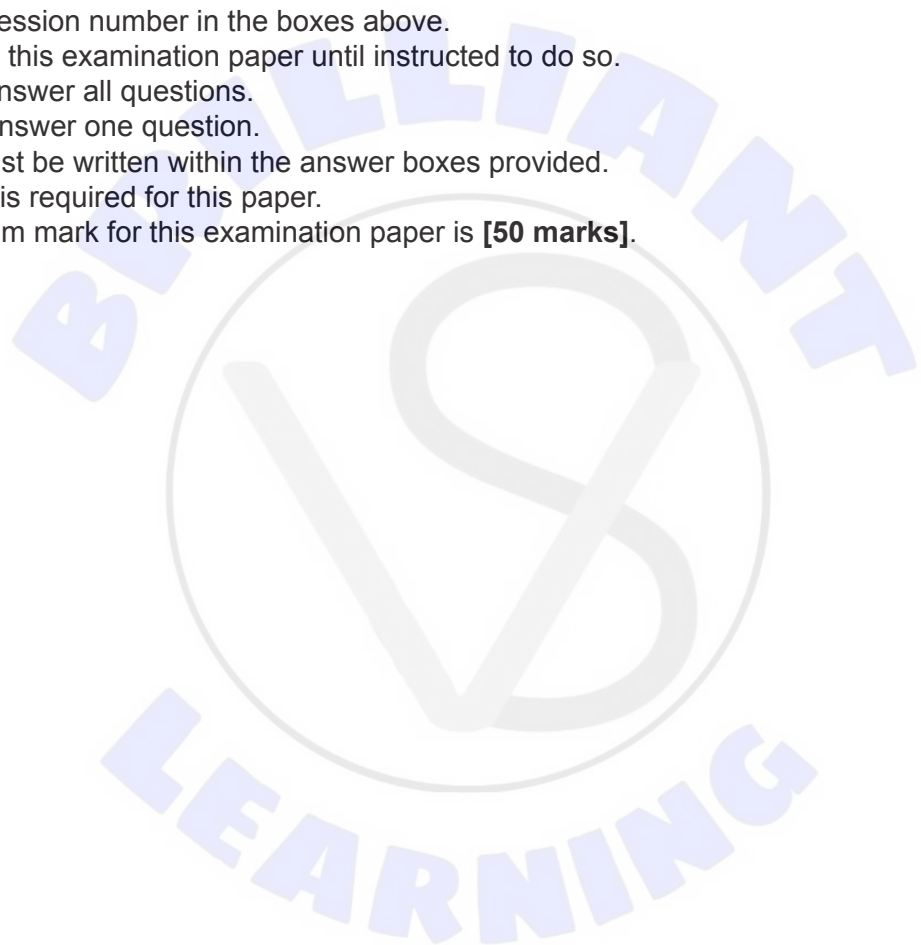 ession number in the boxes above.
this examination paper until instructed to do so.
nswer all questions.
nswer one question.
st be written within the answer boxes provided.
is required for this paper.
m mark for this examination paper is [50 marks].
BRILLIANT
VS
LEARNING